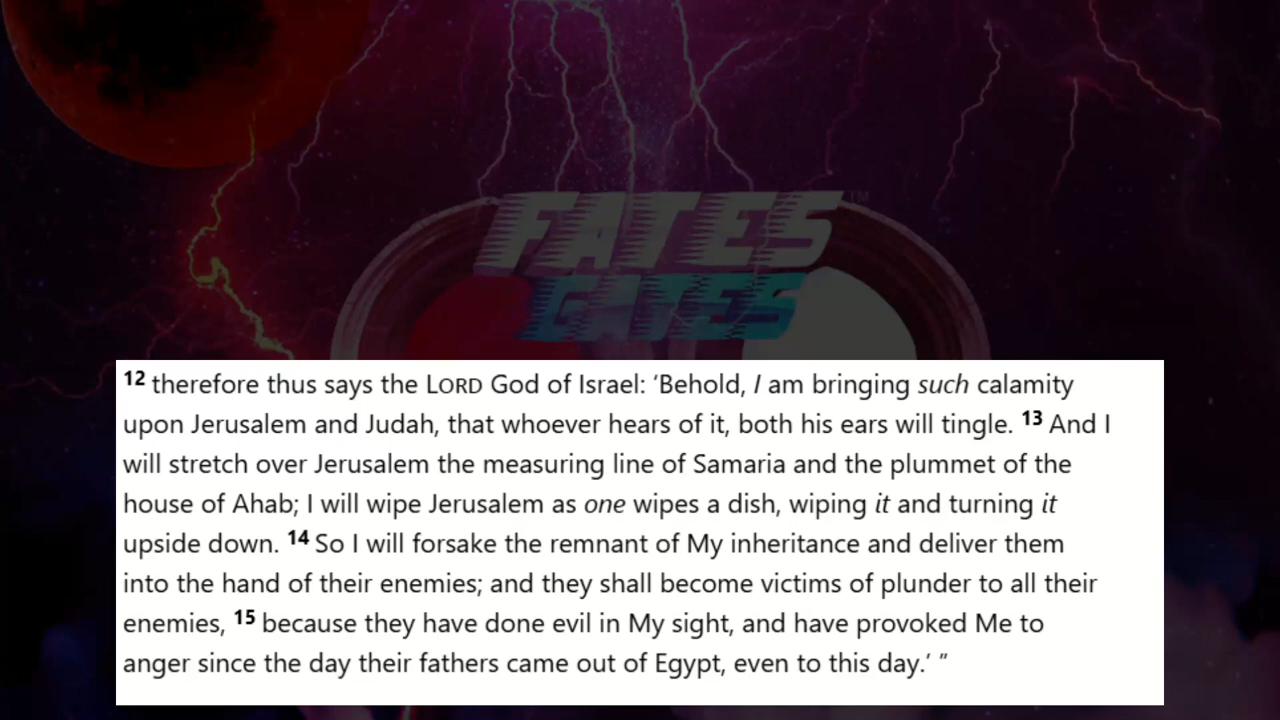 FATES™
GATES
12 therefore thus says the LORD God of Israel: ‘Behold, I am bringing such calamity
upon Jerusalem and Judah, that whoever hears of it, both his ears will tingle. 13 And I
will stretch over Jerusalem the measuring line of Samaria and the plummet of the
house of Ahab; I will wipe Jerusalem as one wipes a dish, wiping it and turning it
upside down. 14 So I will forsake the remnant of My inheritance and deliver them
into the hand of their enemies; and they shall become victims of plunder to all their
enemies, 15 because they have done evil in My sight, and have provoked Me to
anger since the day their fathers came out of Egypt, even to this day.’ ”